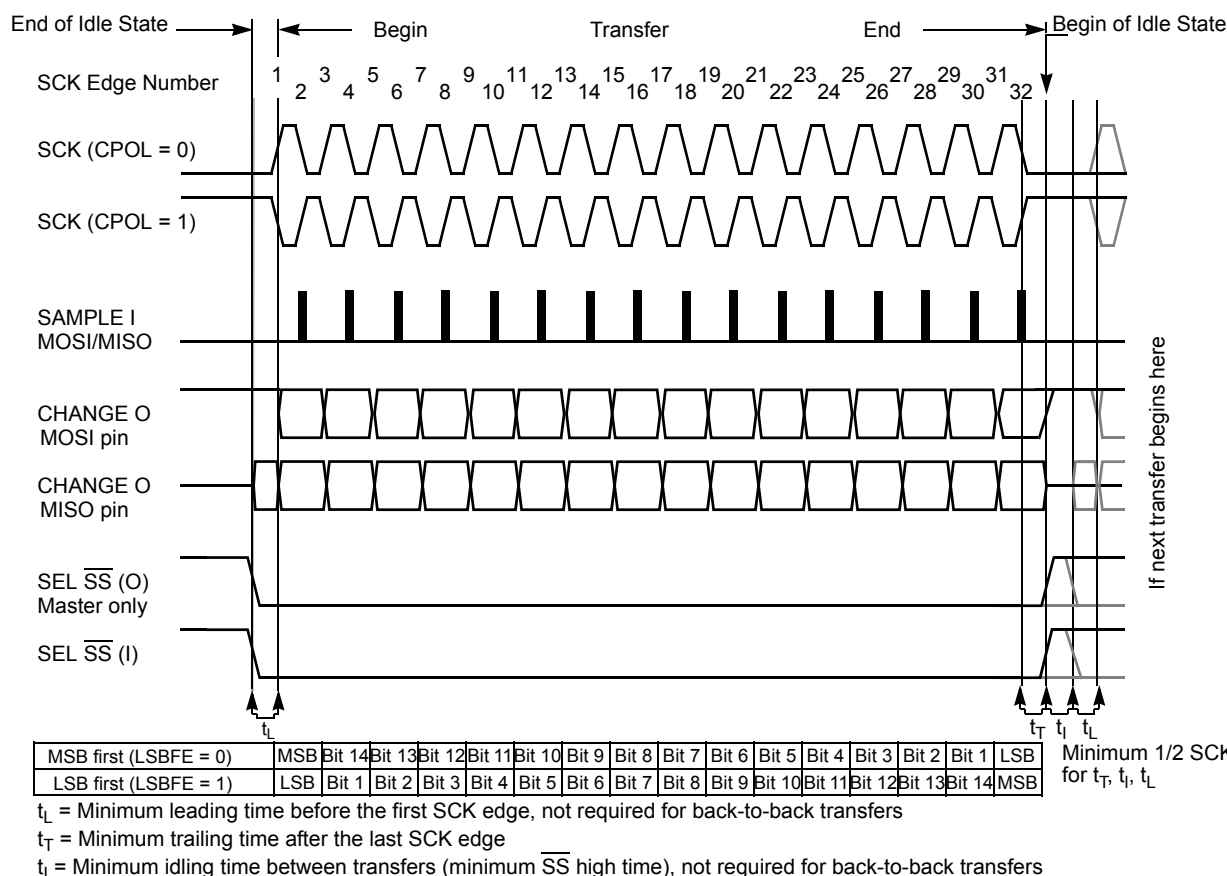 End of Idle State Begin Transfer End Begin of Idle State
SCK Edge Number 1 2 3 4 5 6 7 8 9 10 11 12 13 14 15 16 17 18 19 20 21 22 23 24 25 26 27 28 29 30 31 32
SCK (CPOL = 0)
SCK (CPOL = 1)
SAMPLE I
MOSI/MISO
CHANGE O
MOSI pin
CHANGE O
MISO pin
SEL SS (O)
Master only
SEL SS (I)
If next transfer begins here
tL tT tI tL
MSB first (LSBFE = 0) MSB Bit 14 Bit 13 Bit 12 Bit 11 Bit 10 Bit 9 Bit 8 Bit 7 Bit 6 Bit 5 Bit 4 Bit 3 Bit 2 Bit 1 LSB Minimum 1/2 SCK
LSB first (LSBFE = 1) LSB Bit 1 Bit 2 Bit 3 Bit 4 Bit 5 Bit 6 Bit 7 Bit 8 Bit 9 Bit 10 Bit 11 Bit 12 Bit 13 Bit 14 MSB for tT, tI, tL
tL = Minimum leading time before the first SCK edge, not required for back-to-back transfers
tT = Minimum trailing time after the last SCK edge
tI = Minimum idling time between transfers (minimum SS high time), not required for back-to-back transfers